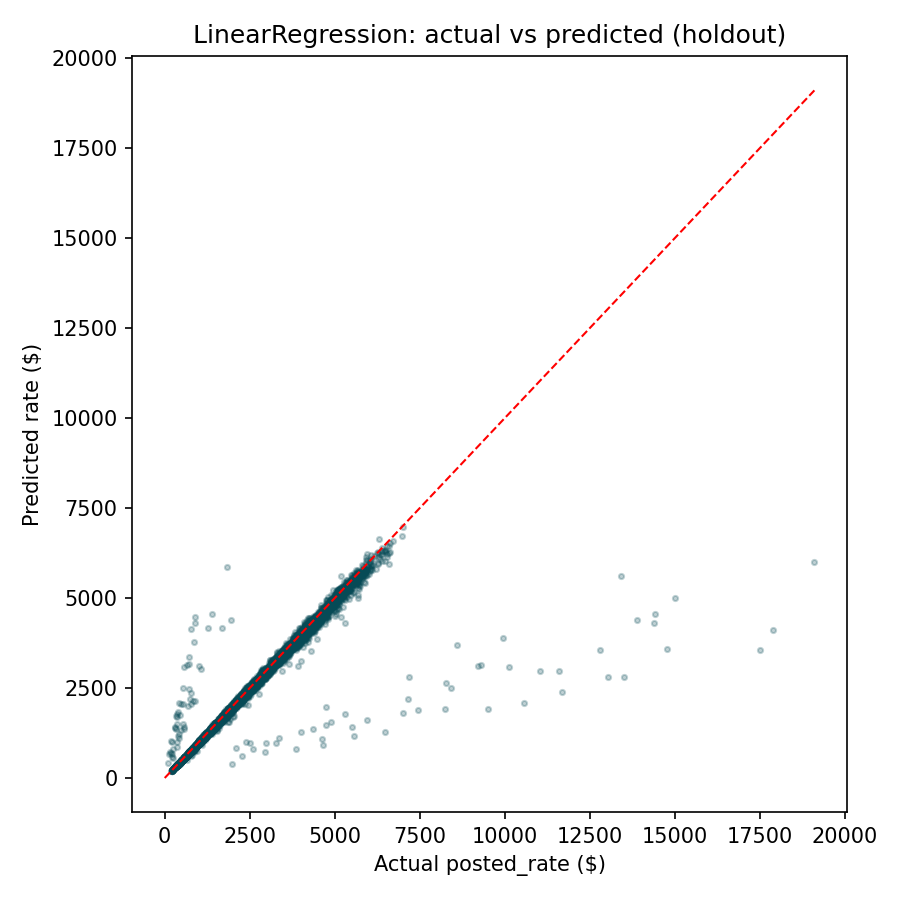 LinearRegression: actual vs predicted (holdout)
20000
17500
15000
12500
10000
7500
5000
2500
0
Predicted rate ($)
0 2500 5000 7500 10000 12500 15000 17500 20000
Actual posted_rate ($)